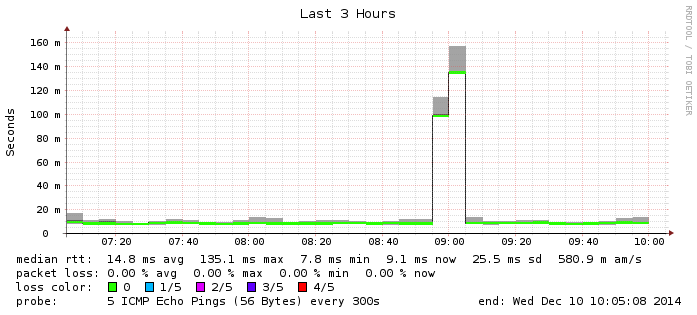 Last 3 Hours
RRDTOOL / TOBI OETIKER
Seconds
160 m
140 m
120 m
100 m
80 m
60 m
40 m
20 m
0
07:20 07:40 08:00 08:20 08:40 09:00 09:20 09:40 10:00
median rtt: 14.8 ms avg 135.1 ms max 7.8 ms min 9.1 ms now 25.5 ms sd 580.9 m am/s
packet loss: 0.00 % avg 0.00 % max 0.00 % min 0.00 % now
loss color: 0 1/5 2/5 3/5 4/5
probe: 5 ICMP Echo Pings (56 Bytes) every 300s end: Wed Dec 10 10:05:08 2014